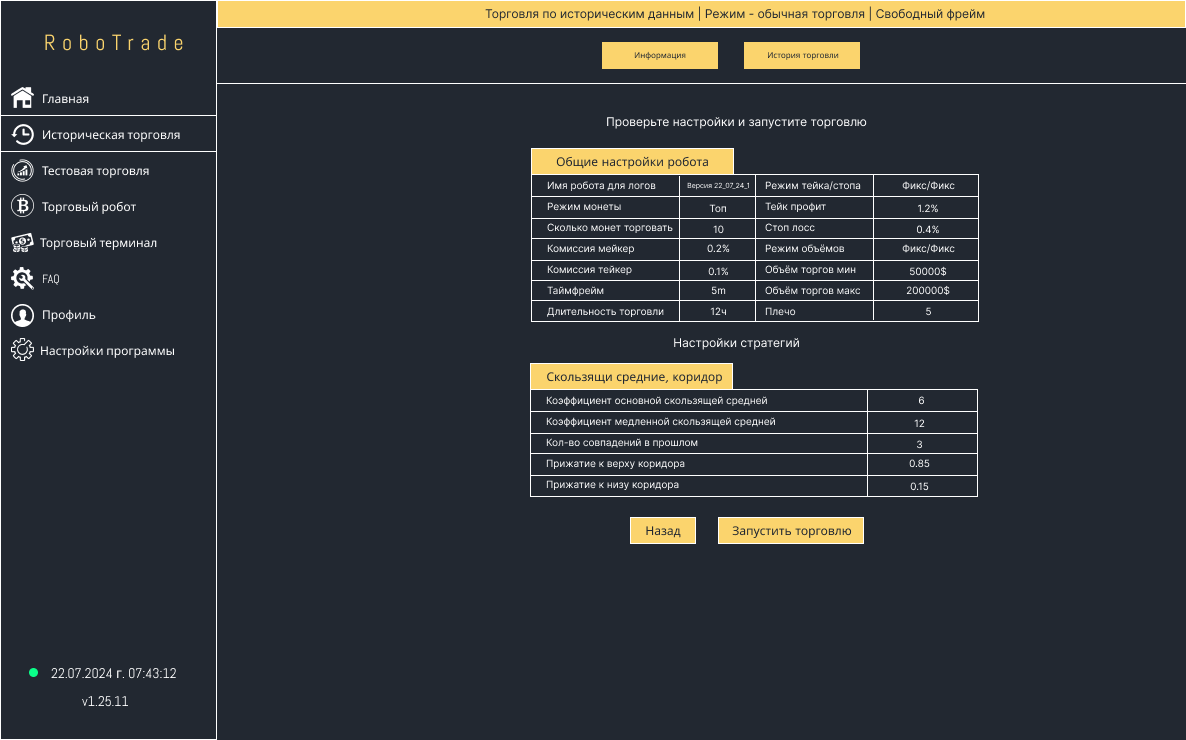 RoboTrade
Главная
Историческая торговля
Тестовая торговля
Торговый робот
Торговый терминал
FAQ
Профиль
Настройки программы
22.07.2024 г. 07:43:12
v1.25.11
Торговля по историческим данным | Режим - обычная торговля | Свободный фрейм
Информация История торговли
Проверьте настройки и запустите торговлю
Общие настройки робота
Имя робота для логов Версия 22_07_24_1 Режим тейка/стопа Фикс/Фикс
Режим монеты Топ Тейк профит 1.2%
Сколько монет торговать 10 Стоп лосс 0.4%
Комиссия мейкер 0.2% Режим объёмов Фикс/Фикс
Комиссия тейкер 0.1% Объём торгов мин 50000$
Таймфрейм 5m Объём торгов макс 200000$
Длительность торговли 12ч Плечо 5
Настройки стратегий
Скользящи средние, коридор
Коэффициент основной скользящей средней 6
Коэффициент медленной скользящей средней 12
Кол-во совпадений в прошлом 3
Прижатие к верху коридора 0.85
Прижатие к низу коридора 0.15
Назад Запустить торговлю